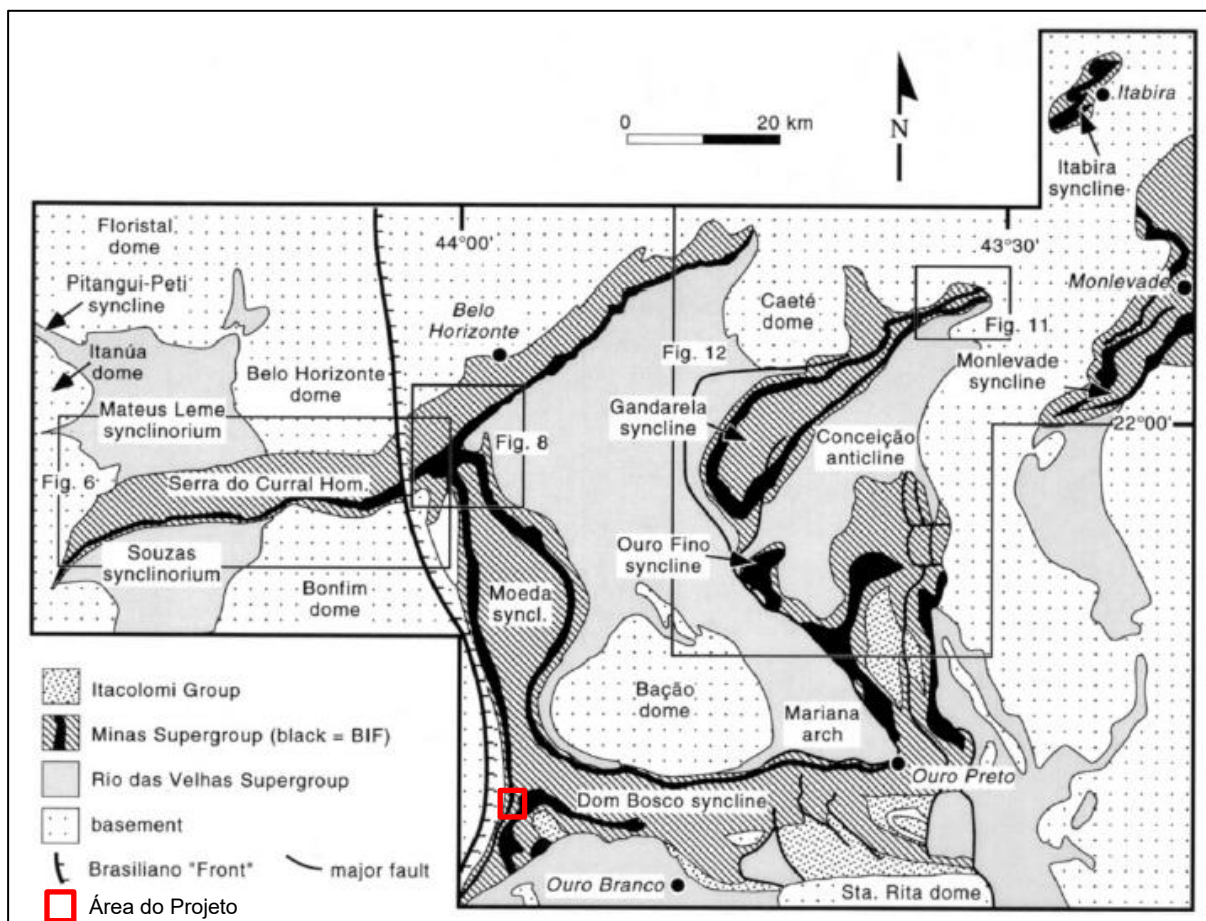 0 20 km
N
Itabira
Itabira
syncline
Floristal
dome
44°00'
43°30'
Pitangui-Peti
syncline
Monlevade
Belo
Horizonte
Caeté
dome
Fig. 11
Itanúa
dome
Fig. 12
Monlevade
syncline
Belo Horizonte
dome
Mateus Leme
synclinorium
Gandarela
syncline
22°00'
Conceição
anticline
Fig. 8
Fig. 6
Serra do Curral Hom.
Souzas
synclinorium
Ouro Fino
syncline
Bonfim
dome
Moeda
syncl.
Itacolomi Group
Bação
dome
Mariana
arch
Minas Supergroup (black = BIF)
Rio das Velhas Supergroup
Ouro Preto
Dom Bosco syncline
basement
Brasiliano "Front"
major fault
Ouro Branco
Sta. Rita dome
Área do Projeto